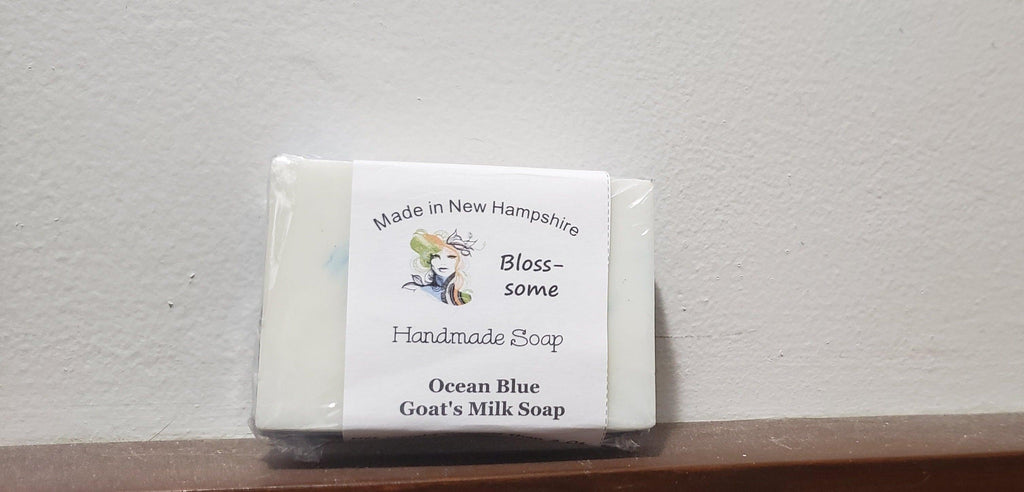 Made in New Hampshire
Bloss-
some
Handmade Soap
Ocean Blue
Goat's Milk Soap